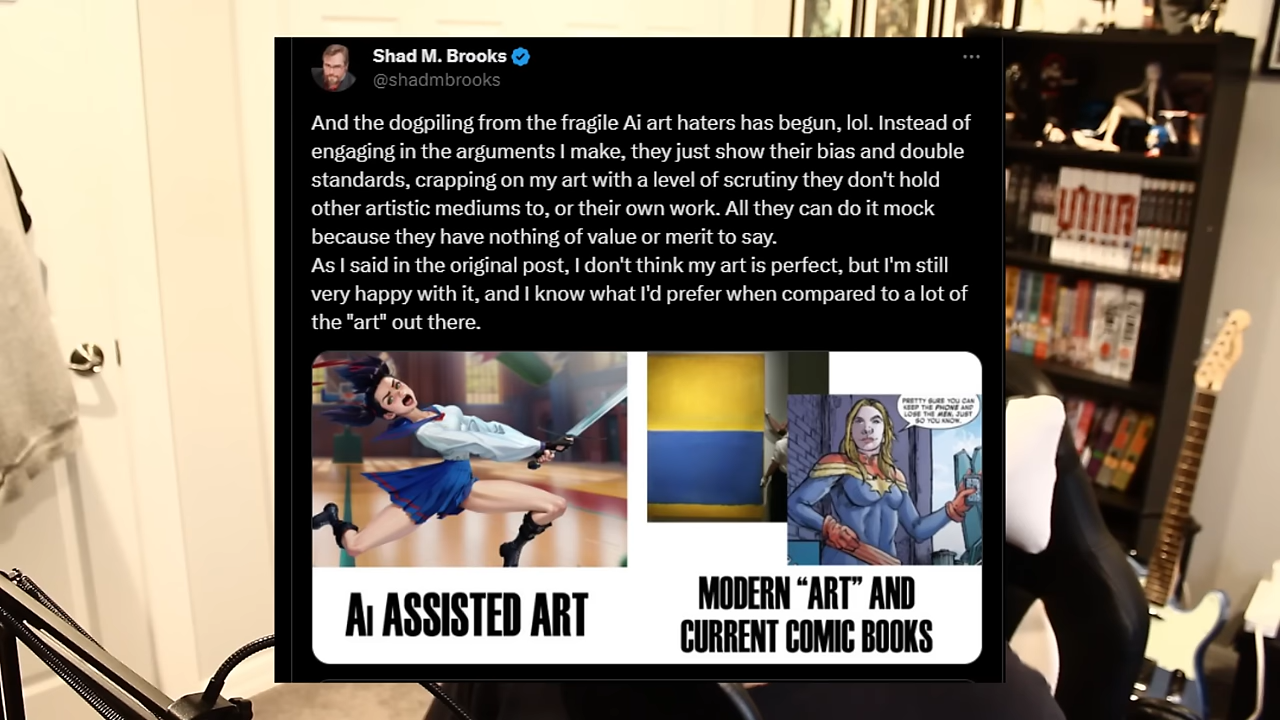 Shad M. Brooks
@shadmbrooks
And the dogpiling from the fragile Ai art haters has begun, lol. Instead of
engaging in the arguments I make, they just show their bias and double
standards, crapping on my art with a level of scrutiny they don't hold
other artistic mediums to, or their own work. All they can do it mock
because they have nothing of value or merit to say.
As I said in the original post, I don't think my art is perfect, but I'm still
very happy with it, and I know what I'd prefer when compared to a lot of
the "art" out there.
PRETTY SURE YOU CAN
KEEP THE PHONE AND
LOSE THE MEN, JUST
SO YOU KNOW.
Ai ASSISTED ART
MODERN “ART” AND
CURRENT COMIC BOOKS